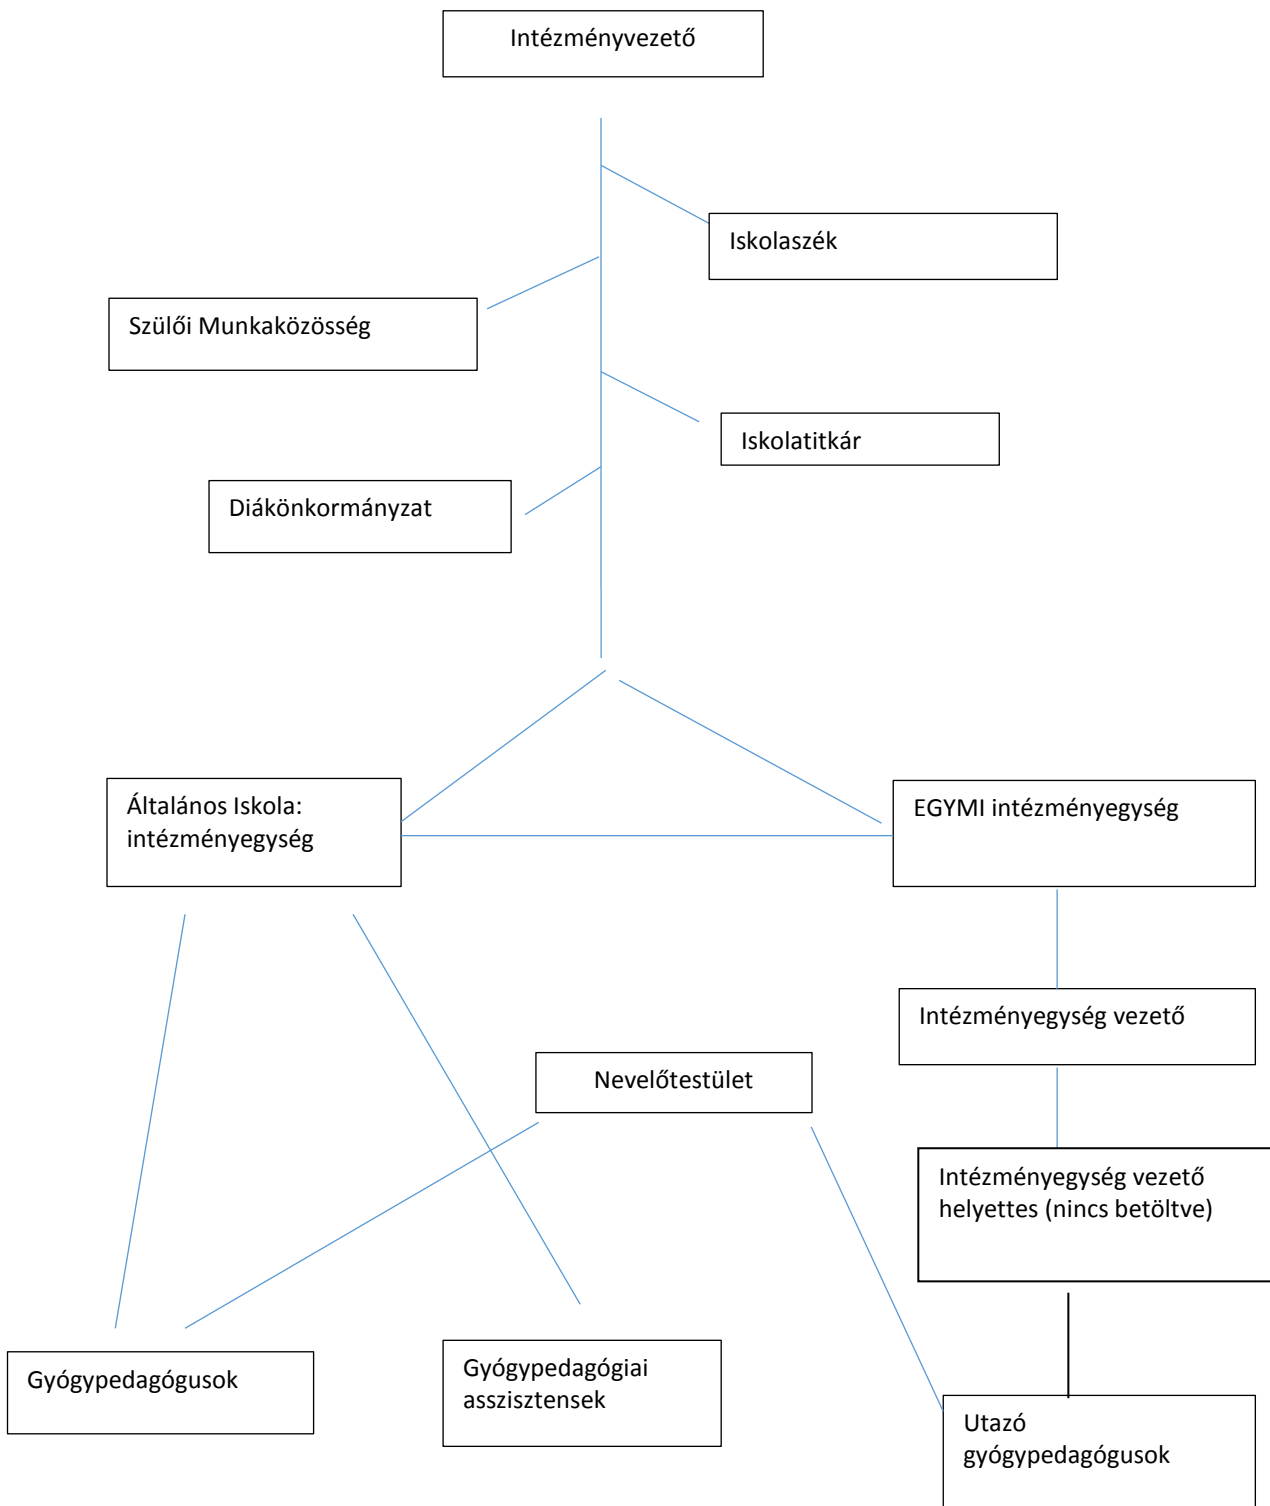 Intézményvezető
Iskolaszék
Szülői Munkaközösség
Iskolatitkár
Diákönkormányzat
Általános Iskola:
intézményegység
EGYMI intézményegység
Intézményegység vezető
Nevelőtestület
Intézményegység vezető
helyettes (nincs betöltve)
Gyógypedagógusok
Gyógypedagógiai
asszisztensek
Utazó
gyógypedagógusok